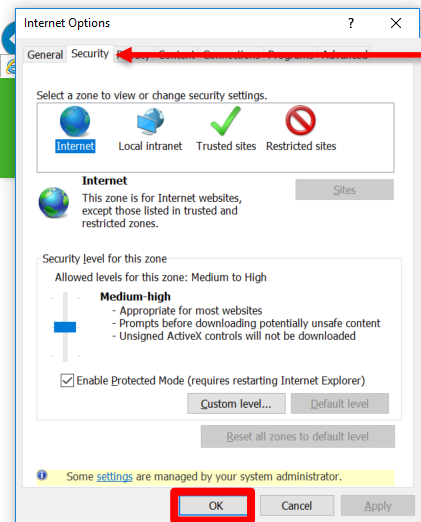 Internet Options ? ×
General Security Privacy Content Connections Programs Advanced
Select a zone to view or change security settings.
Internet Local intranet Trusted sites Restricted sites
Internet
Sites
This zone is for Internet websites,
except those listed in trusted and
restricted zones.
Security level for this zone
Allowed levels for this zone: Medium to High
Medium-high
- Appropriate for most websites
- Prompts before downloading potentially unsafe content
- Unsigned ActiveX controls will not be downloaded
Enable Protected Mode (requires restarting Internet Explorer)
Custom level... Default level
Reset all zones to default level
Some settings are managed by your system administrator.
OK Cancel Apply